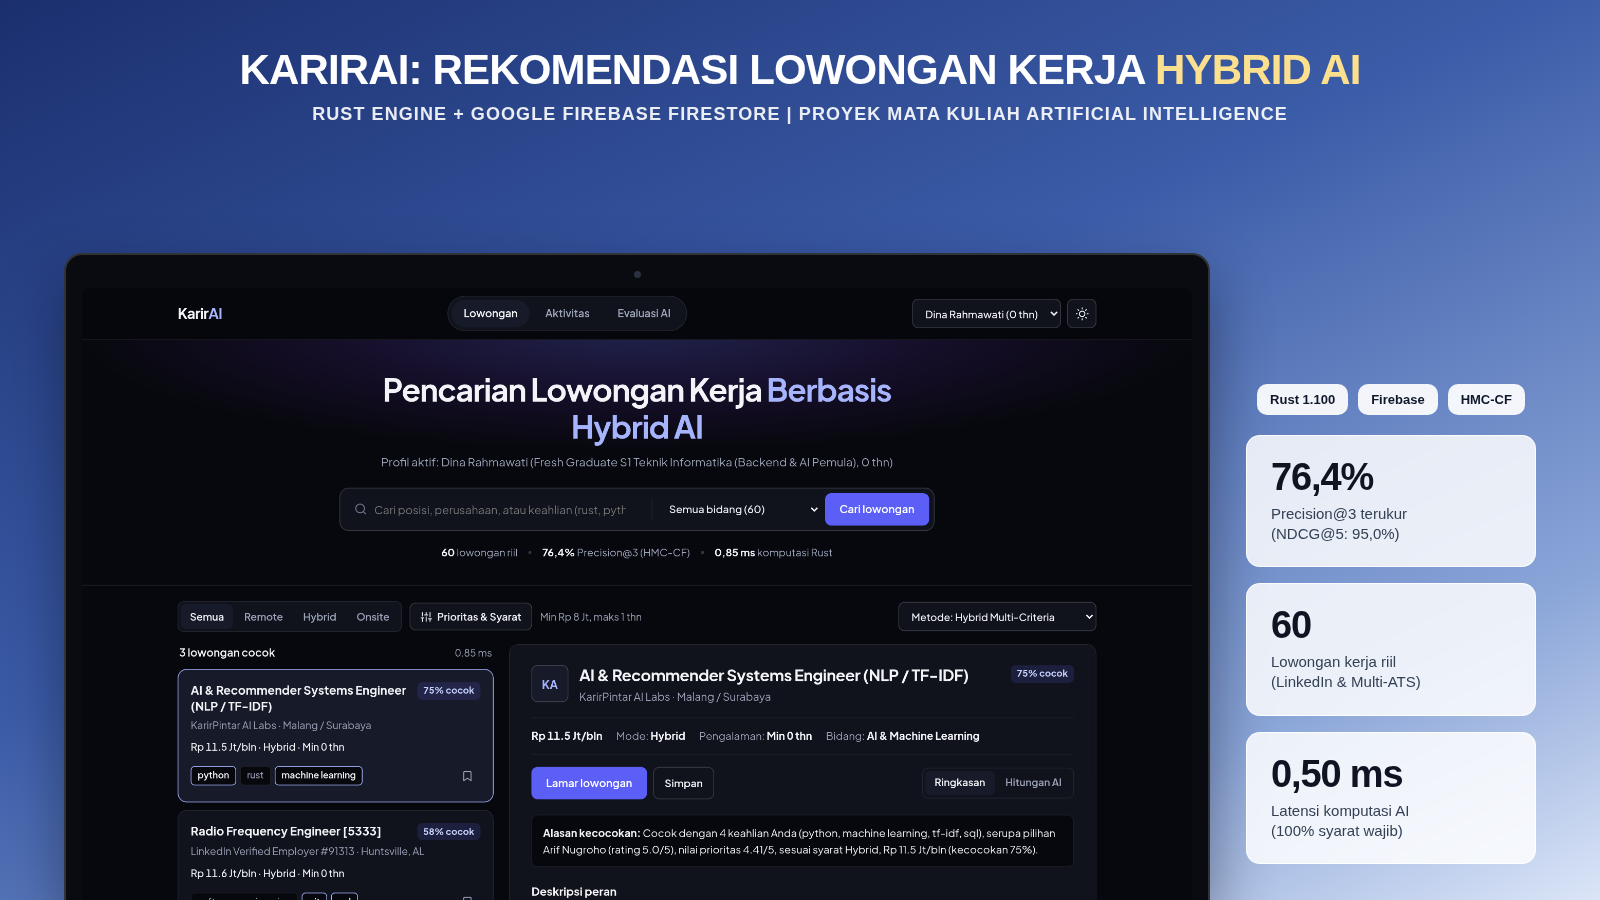 KARIRAI: REKOMENDASI LOWONGAN KERJA HYBRID AI
RUST ENGINE + GOOGLE FIREBASE FIRESTORE | PROYEK MATA KULIAH ARTIFICIAL INTELLIGENCE
KarirAI
Lowongan
Aktivitas
Evaluasi AI
Dina Rahmawati (0 thn)
Pencarian Lowongan Kerja Berbasis
Hybrid AI
Profil aktif: Dina Rahmawati (Fresh Graduate S1 Teknik Informatika (Backend & AI Pemula), 0 thn)
Cari posisi, perusahaan, atau keahlian (rust, pyth
Semua bidang (60)
Cari lowongan
60 lowongan riil • 76,4% Precision@3 (HMC-CF) • 0,85 ms komputasi Rust
Semua
Remote
Hybrid
Onsite
Prioritas & Syarat
Min Rp 8 Jt, maks 1 thn
Metode: Hybrid Multi-Criteria
3 lowongan cocok
0.85 ms
AI & Recommender Systems Engineer
(NLP / TF-IDF)
75% cocok
KarirPintar AI Labs · Malang / Surabaya
Rp 11.5 Jt/bln · Hybrid · Min 0 thn
python
rust
machine learning
Radio Frequency Engineer [5333]
58% cocok
LinkedIn Verified Employer #91313 · Huntsville, AL
Rp 11.6 Jt/bln · Hybrid · Min 0 thn
KA
AI & Recommender Systems Engineer (NLP / TF-IDF)
75% cocok
KarirPintar AI Labs · Malang / Surabaya
Rp 11.5 Jt/bln
Mode: Hybrid
Pengalaman: Min 0 thn
Bidang: AI & Machine Learning
Lamar lowongan
Simpan
Ringkasan
Hitungan AI
Alasan kecocokan: Cocok dengan 4 keahlian Anda (python, machine learning, tf-idf, sql), serupa pilihan
Arif Nugroho (rating 5.0/5), nilai prioritas 4.41/5, sesuai syarat Hybrid, Rp 11.5 Jt/bln (kecocokan 75%).
Deskripsi peran
Rust 1.100
Firebase
HMC-CF
76,4%
Precision@3 terukur
(NDCG@5: 95,0%)
60
Lowongan kerja riil
(LinkedIn & Multi-ATS)
0,50 ms
Latensi komputasi AI
(100% syarat wajib)